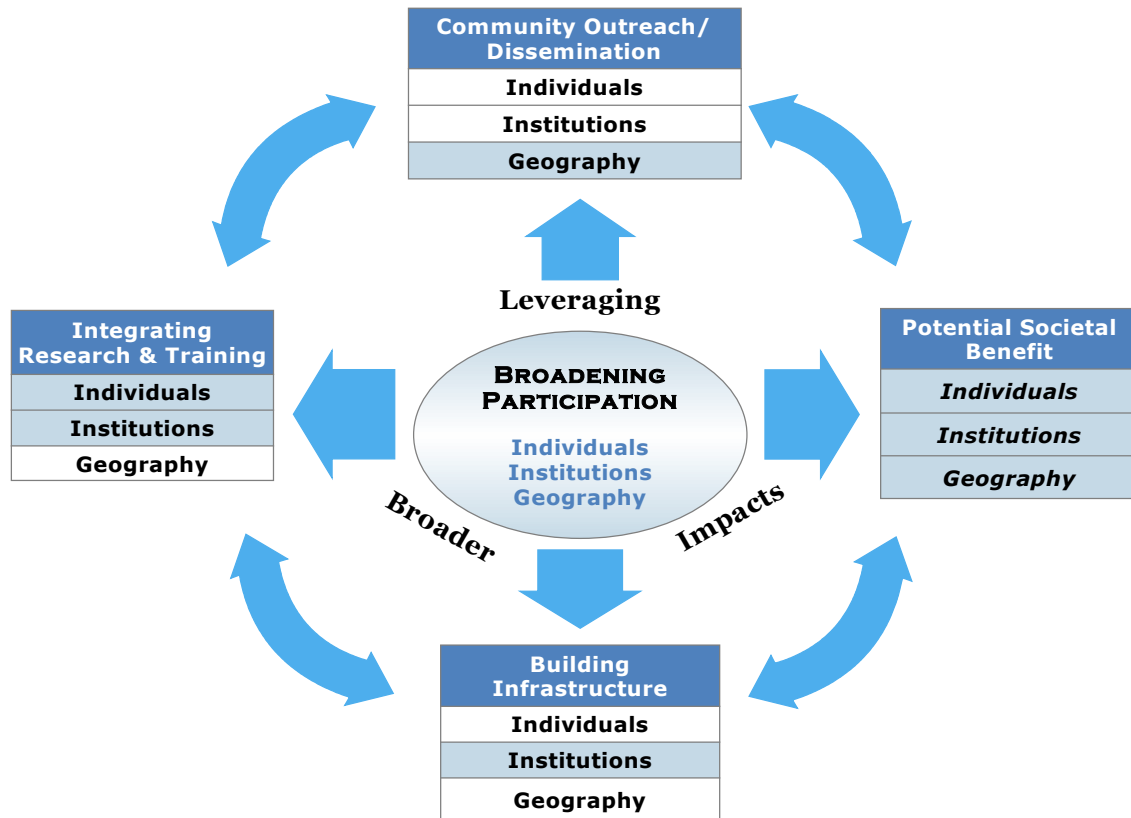 Community Outreach/
Dissemination
Individuals
Institutions
Geography
Leveraging
Integrating
Research & Training
Individuals
Institutions
Geography
BROADENING
PARTICIPATION
Individuals
Institutions
Geography
Potential Societal
Benefit
Individuals
Institutions
Geography
Broader
Impacts
Building
Infrastructure
Individuals
Institutions
Geography